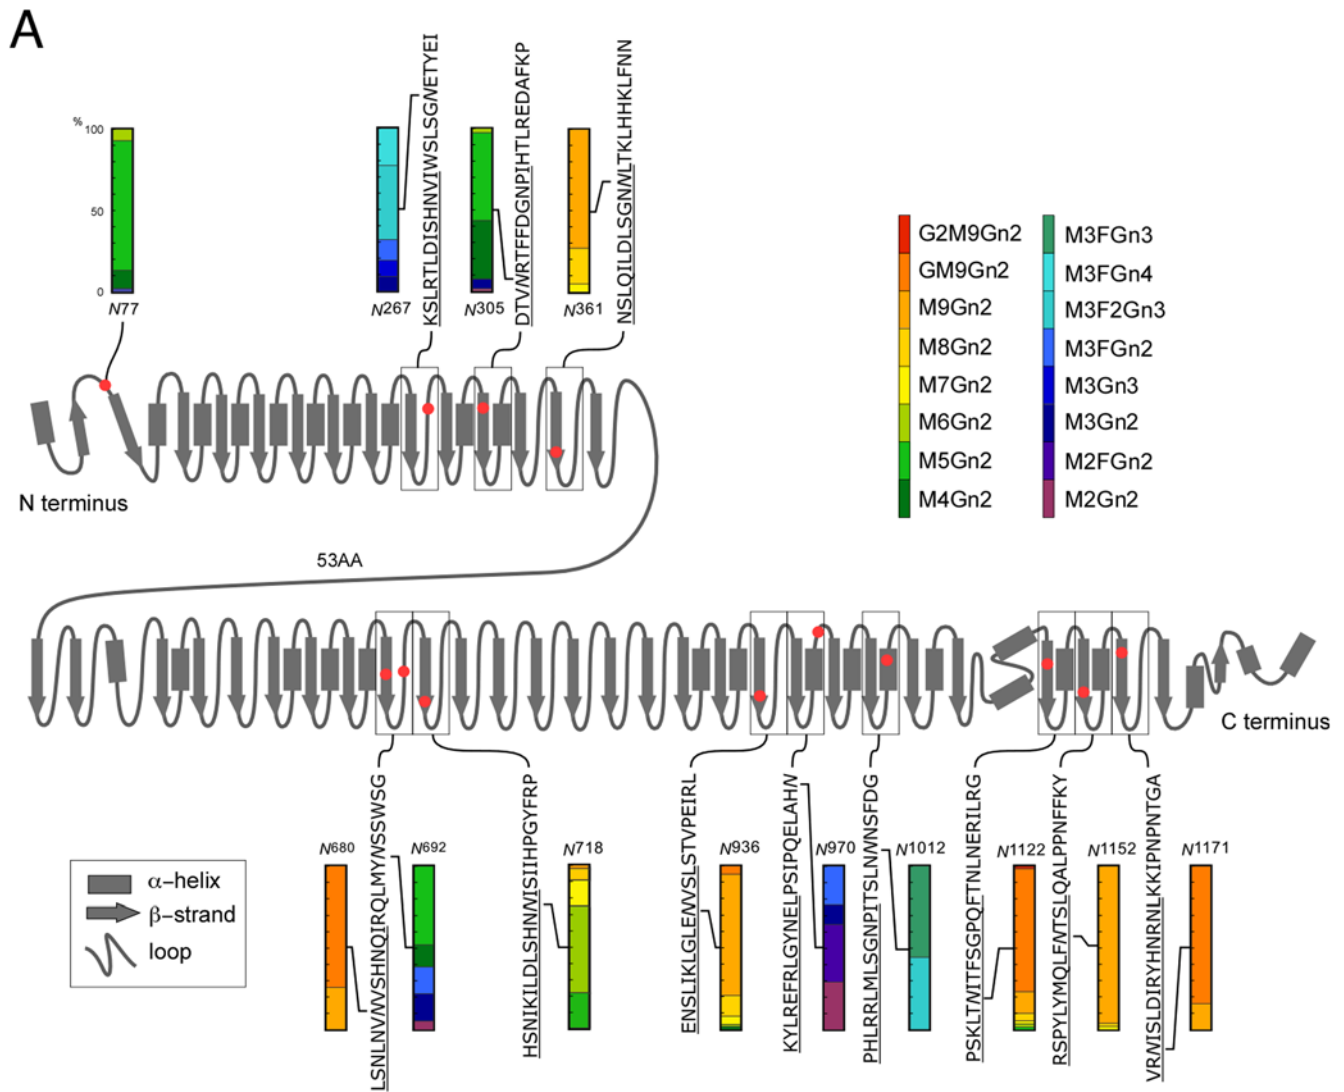 A
%
100
50
0
N77
N267
KSLRTLDISHNVIWSLSGNETYEI
N305
DTVNRTFFDGNPIHTLREDAFKP
N361
NSLQILDLSGNNLTKLHHKLFNN
G2M9Gn2
GM9Gn2
M9Gn2
M8Gn2
M7Gn2
M6Gn2
M5Gn2
M4Gn2
M3FGn3
M3FGn4
M3F2Gn3
M3FGn2
M3Gn3
M3Gn2
M2FGn2
M2Gn2
N terminus
53AA
C terminus
α-helix
β-strand
loop
N680
LSNLNVVNVSHNQIRQLMYNSSWSG
N692
HSNIKILDLSHNNISIIHPGYFRP
N718
ENSLIKLGLENVSLSTVPEIRL
N936
KYLREFRLGYNELPSIPQELAHN
N970
PHLRRLMLSGNPITSLNNNSFDG
N1012
PSKLTNITFSGPQFTNLNERILRG
N1122
RSPYLYMQLFNTSLQALPPNFFKY
N1152
VRNISLDIRYHNRNLKKIPNPNTGA
N1171